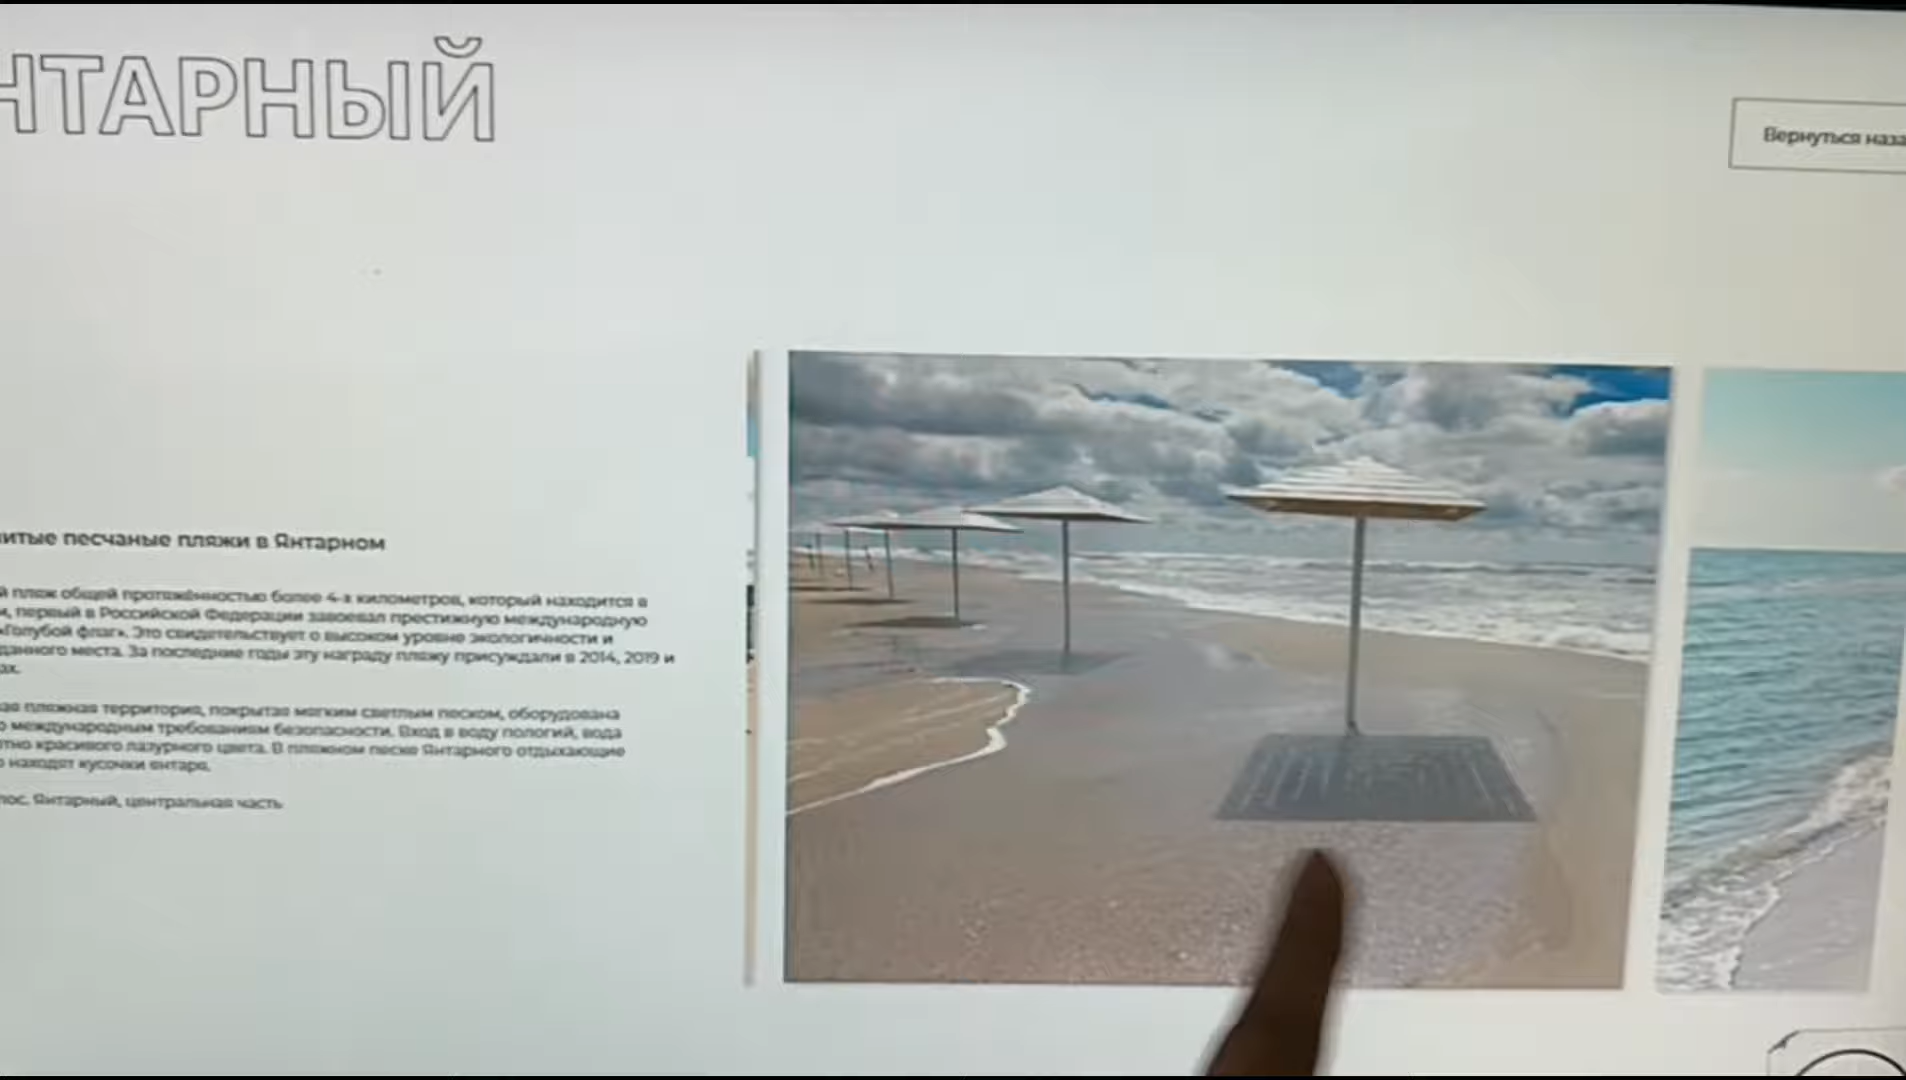 НТАРНЫЙ
Вернуться наза
итые песчаные пляжи в Янтарном
й пляж общей протяжённостью более 4-х километров, который находится в
и, первый в Российской Федерации завоевал престижную международную
«Голубой флаг». Это свидетельствует о высоком уровне экологичности и
данного места. За последние годы эту награду пляжу присуждали в 2014, 2019 и
ах.
ая пляжная территория, покрытая мягким светлым песком, оборудована
о международным требованиям безопасности. Вход в воду пологий, вода
тно красивого лазурного цвета. В пляжном песке Янтарного отдыхающие
о находят кусочки янтаря.
пос. Янтарный, центральная часть